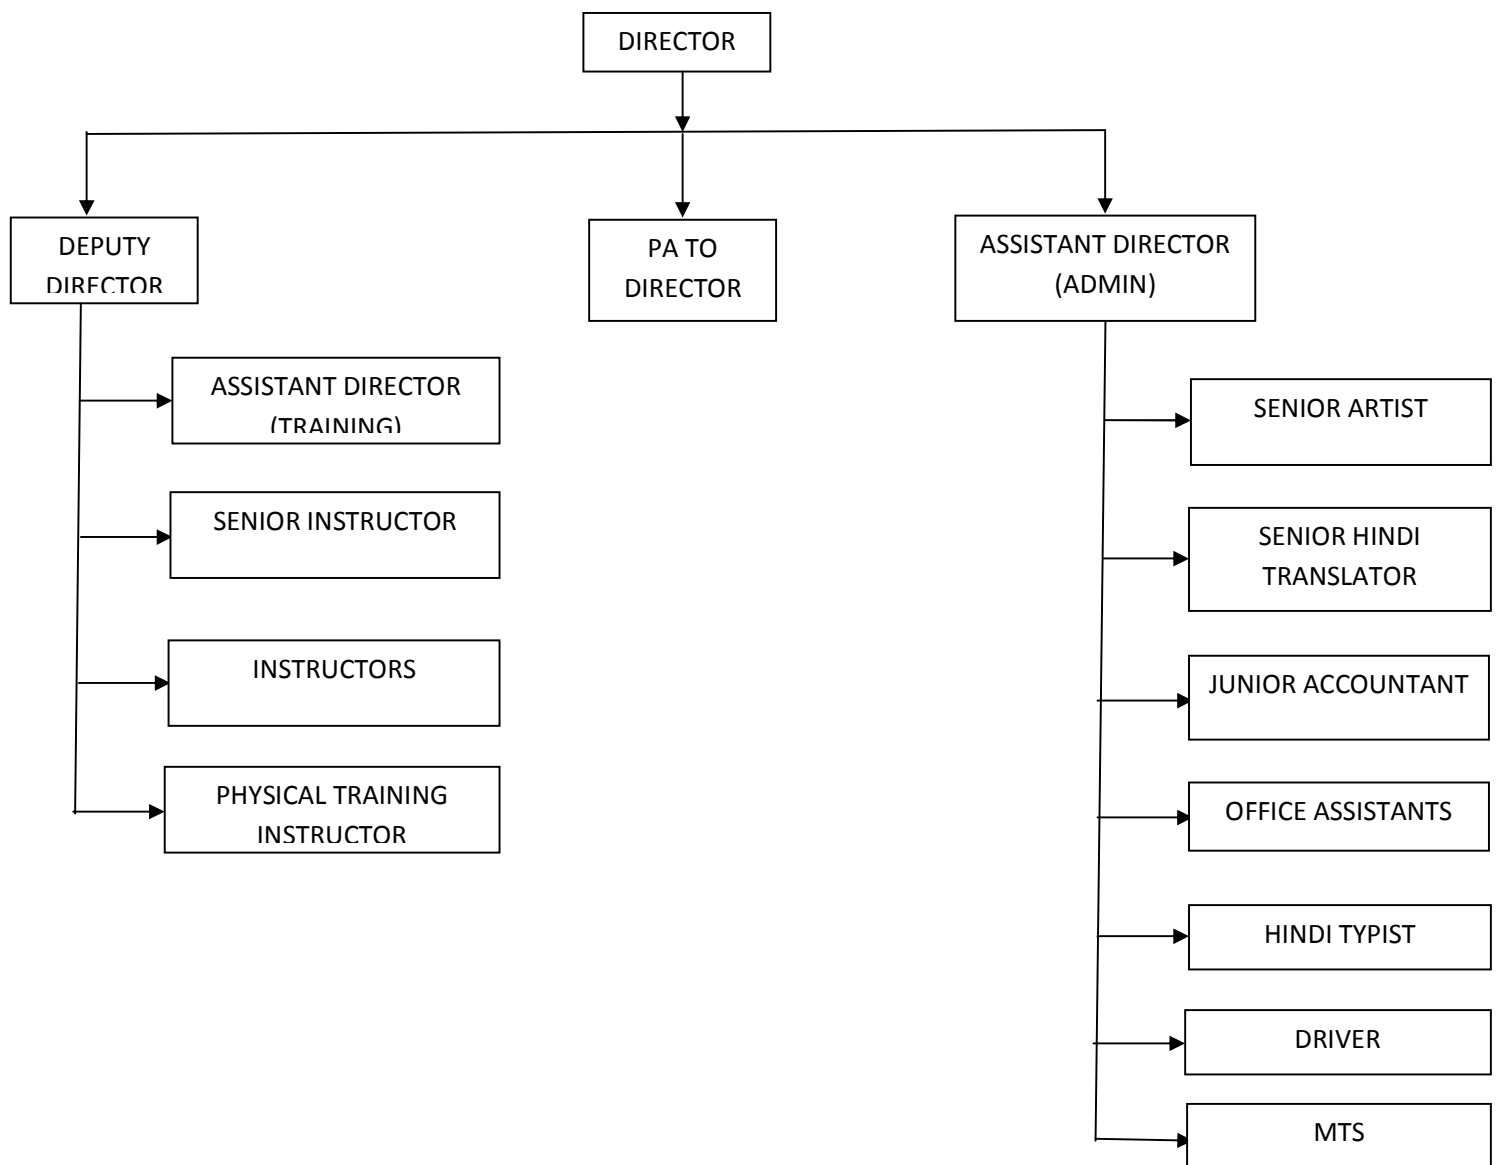 DIRECTOR
DEPUTY
DIRECTOR
PA TO
DIRECTOR
ASSISTANT DIRECTOR
(ADMIN)
ASSISTANT DIRECTOR
(TRAINING)
SENIOR INSTRUCTOR
INSTRUCTORS
PHYSICAL TRAINING
INSTRUCTOR
SENIOR ARTIST
SENIOR HINDI
TRANSLATOR
JUNIOR ACCOUNTANT
OFFICE ASSISTANTS
HINDI TYPIST
DRIVER
MTS